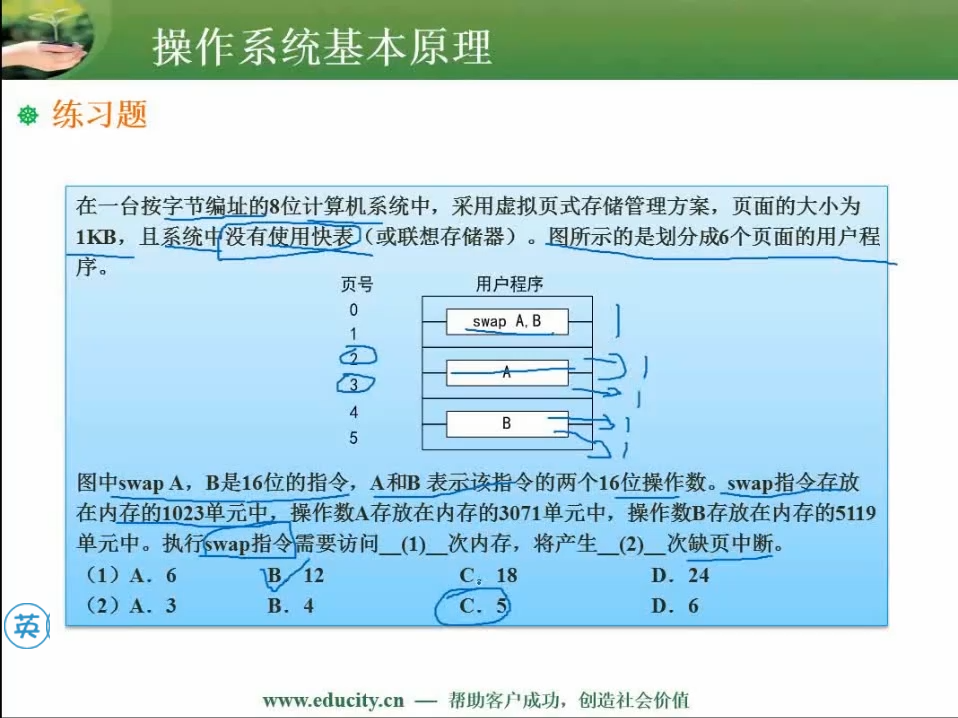 操作系统基本原理
练习题
在一台按字节编址的8位计算机系统中，采用虚拟页式存储管理方案，页面的大小为
1KB，且系统中没有使用快表（或联想存储器）。图所示的是划分成6个页面的用户程
序。
页号 用户程序
0
swap A,B
1
2
A
3
4
B
5
图中swap A，B是16位的指令，A和B 表示该指令的两个16位操作数。swap指令存放
在内存的1023单元中，操作数A存放在内存的3071单元中，操作数B存放在内存的5119
单元中。执行swap指令需要访问__(1)__次内存，将产生__(2)__次缺页中断。
（1）A．6 B．12 C．18 D．24
（2）A．3 B．4 C．5 D．6
英
www.educity.cn — 帮助客户成功，创造社会价值